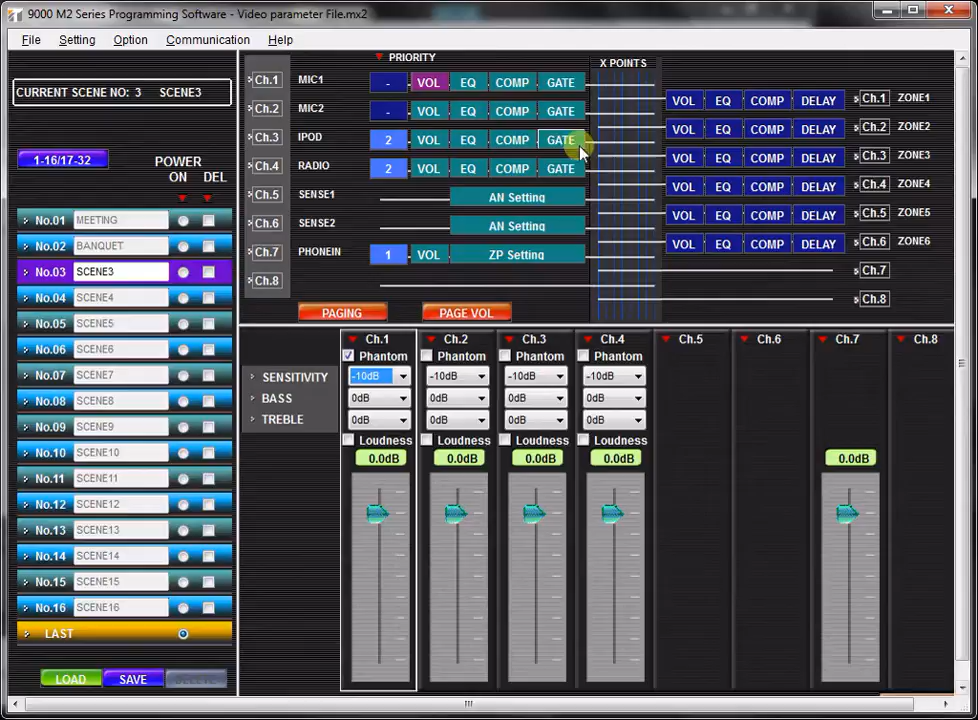 9000 M2 Series Programming Software - Video parameter File.mx2
File Setting Option Communication Help
CURRENT SCENE NO: 3 SCENE3
1-16/17-32
POWER ON DEL
No.01 MEETING
No.02 BANQUET
No.03 SCENE3
No.04 SCENE4
No.05 SCENE5
No.06 SCENE6
No.07 SCENE7
No.08 SCENE8
No.09 SCENE9
No.10 SCENE10
No.11 SCENE11
No.12 SCENE12
No.13 SCENE13
No.14 SCENE14
No.15 SCENE15
No.16 SCENE16
LAST
LOAD SAVE DELETE
PRIORITY X POINTS
Ch.1 MIC1 - VOL EQ COMP GATE
Ch.2 MIC2 - VOL EQ COMP GATE
Ch.3 IPOD 2 VOL EQ COMP GATE
Ch.4 RADIO 2 VOL EQ COMP GATE
Ch.5 SENSE1 AN Setting
Ch.6 SENSE2 AN Setting
Ch.7 PHONEIN 1 VOL ZP Setting
Ch.8
VOL EQ COMP DELAY Ch.1 ZONE1
VOL EQ COMP DELAY Ch.2 ZONE2
VOL EQ COMP DELAY Ch.3 ZONE3
VOL EQ COMP DELAY Ch.4 ZONE4
VOL EQ COMP DELAY Ch.5 ZONE5
VOL EQ COMP DELAY Ch.6 ZONE6
Ch.7
Ch.8
PAGING PAGE VOL
Ch.1 Ch.2 Ch.3 Ch.4 Ch.5 Ch.6 Ch.7 Ch.8
Phantom Phantom Phantom Phantom
SENSITIVITY -10dB -10dB -10dB -10dB
BASS 0dB 0dB 0dB 0dB
TREBLE 0dB 0dB 0dB 0dB
Loudness Loudness Loudness Loudness
0.0dB 0.0dB 0.0dB 0.0dB 0.0dB